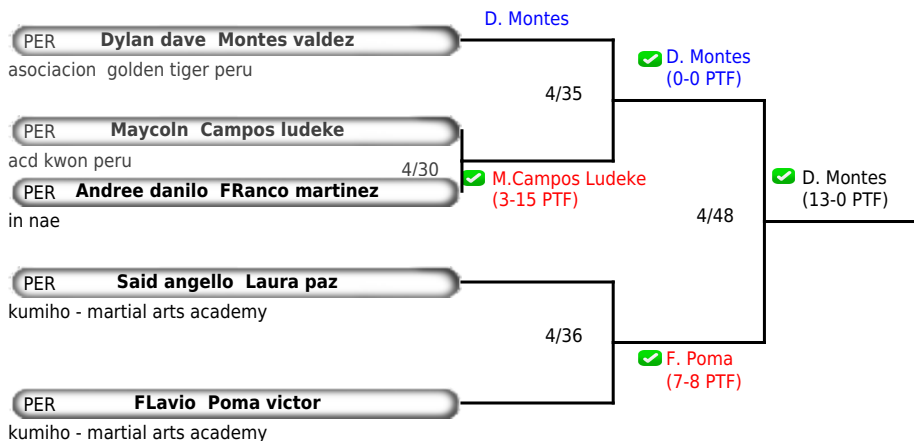 D. Montes
PER Dylan dave Montes valdez
asociacion golden tiger peru
D. Montes
(0-0 PTF)
4/35
PER Maycoln Campos ludeke
acd kwon peru
4/30
M.Campos Ludeke
(3-15 PTF)
PER Andree danilo FRanco martinez
in nae
D. Montes
(13-0 PTF)
4/48
PER Said angello Laura paz
kumiho - martial arts academy
4/36
F. Poma
(7-8 PTF)
PER FLavio Poma victor
kumiho - martial arts academy